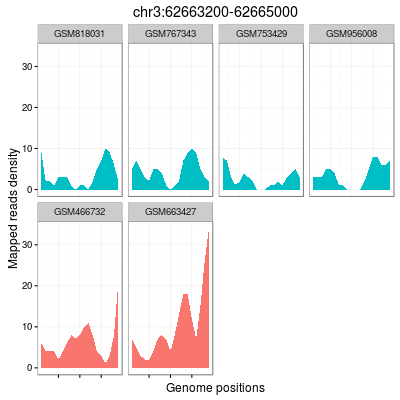 chr3:62663200-62665000
GSM818031 GSM767343 GSM753429 GSM956008
30
20
10
0
GSM466732 GSM663427
30
20
10
0
Mapped reads density
Genome positions